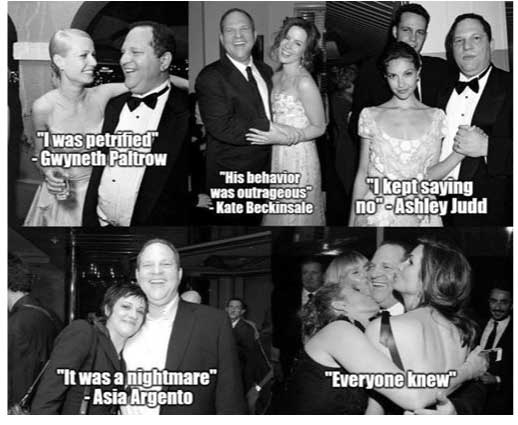 "I was petrified"
- Gwyneth Paltrow
"His behavior
was outrageous"
- Kate Beckinsale
"I kept saying
no" - Ashley Judd
"It was a nightmare"
- Asia Argento
"Everyone knew"